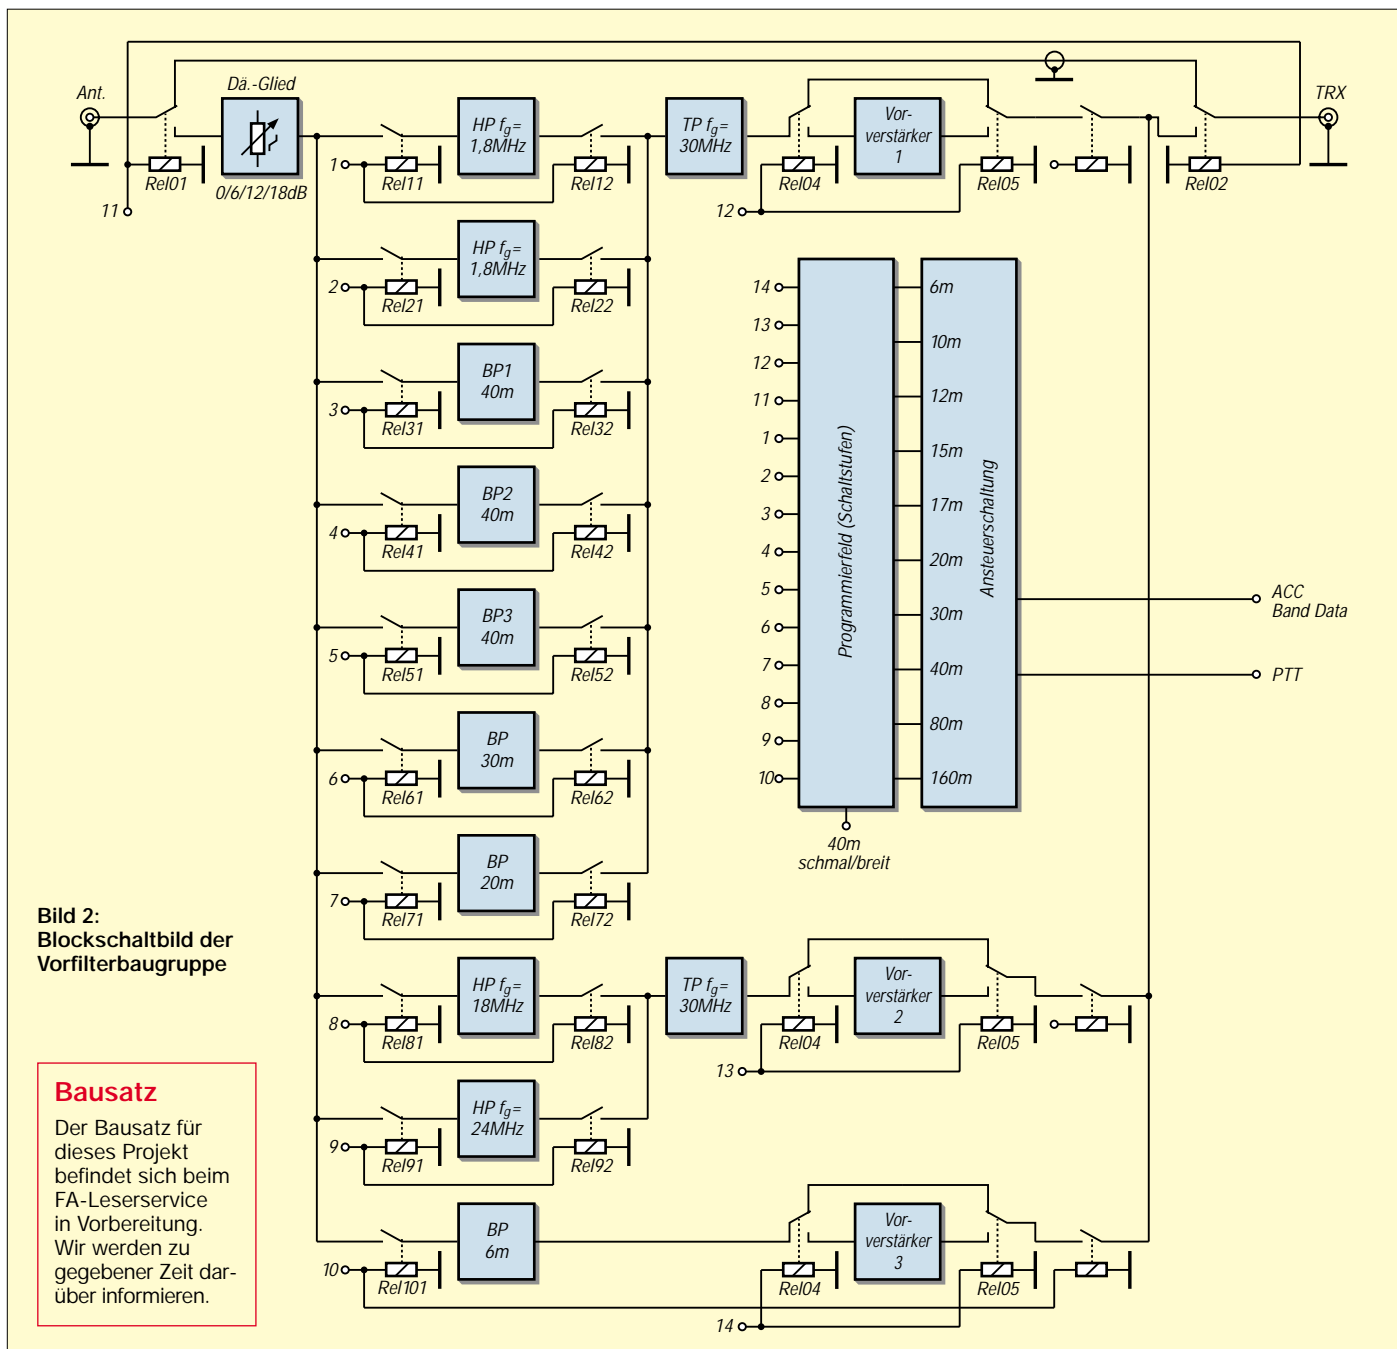 Ant.
Dä.-Glied
0/6/12/18dB
Rel01
11
1
Rel11
HP fg=
1,8MHz
Rel12
TP fg=
30MHz
Rel04
Vor-
verstärker
1
Rel05
12
Rel02
TRX
2
Rel21
HP fg=
1,8MHz
Rel22
3
Rel31
BP1
40m
Rel32
4
Rel41
BP2
40m
Rel42
5
Rel51
BP3
40m
Rel52
6
Rel61
BP
30m
Rel62
7
Rel71
BP
20m
Rel72
8
Rel81
HP fg=
18MHz
Rel82
TP fg=
30MHz
Rel04
Vor-
verstärker
2
Rel05
13
9
Rel91
HP fg=
24MHz
Rel92
10
Rel101
BP
6m
Rel04
Vor-
verstärker
3
Rel05
14
14
13
12
11
1
2
3
4
5
6
7
8
9
10
Programmierfeld (Schaltstufen)
40m
schmal/breit
6m
10m
12m
15m
17m
20m
30m
40m
80m
160m
Ansteuerschaltung
ACC
Band Data
PTT
Bild 2:
Blockschaltbild der
Vorfilterbaugruppe
Bausatz
Der Bausatz für
dieses Projekt
befindet sich beim
FA-Leserservice
in Vorbereitung.
Wir werden zu
gegebener Zeit dar-
über informieren.